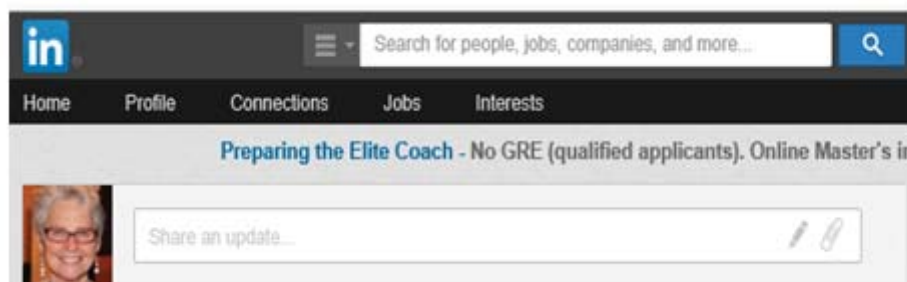 in
Search for people, jobs, companies, and more...
Home Profile Connections Jobs Interests
Preparing the Elite Coach - No GRE (qualified applicants). Online Master's in
Share an update...